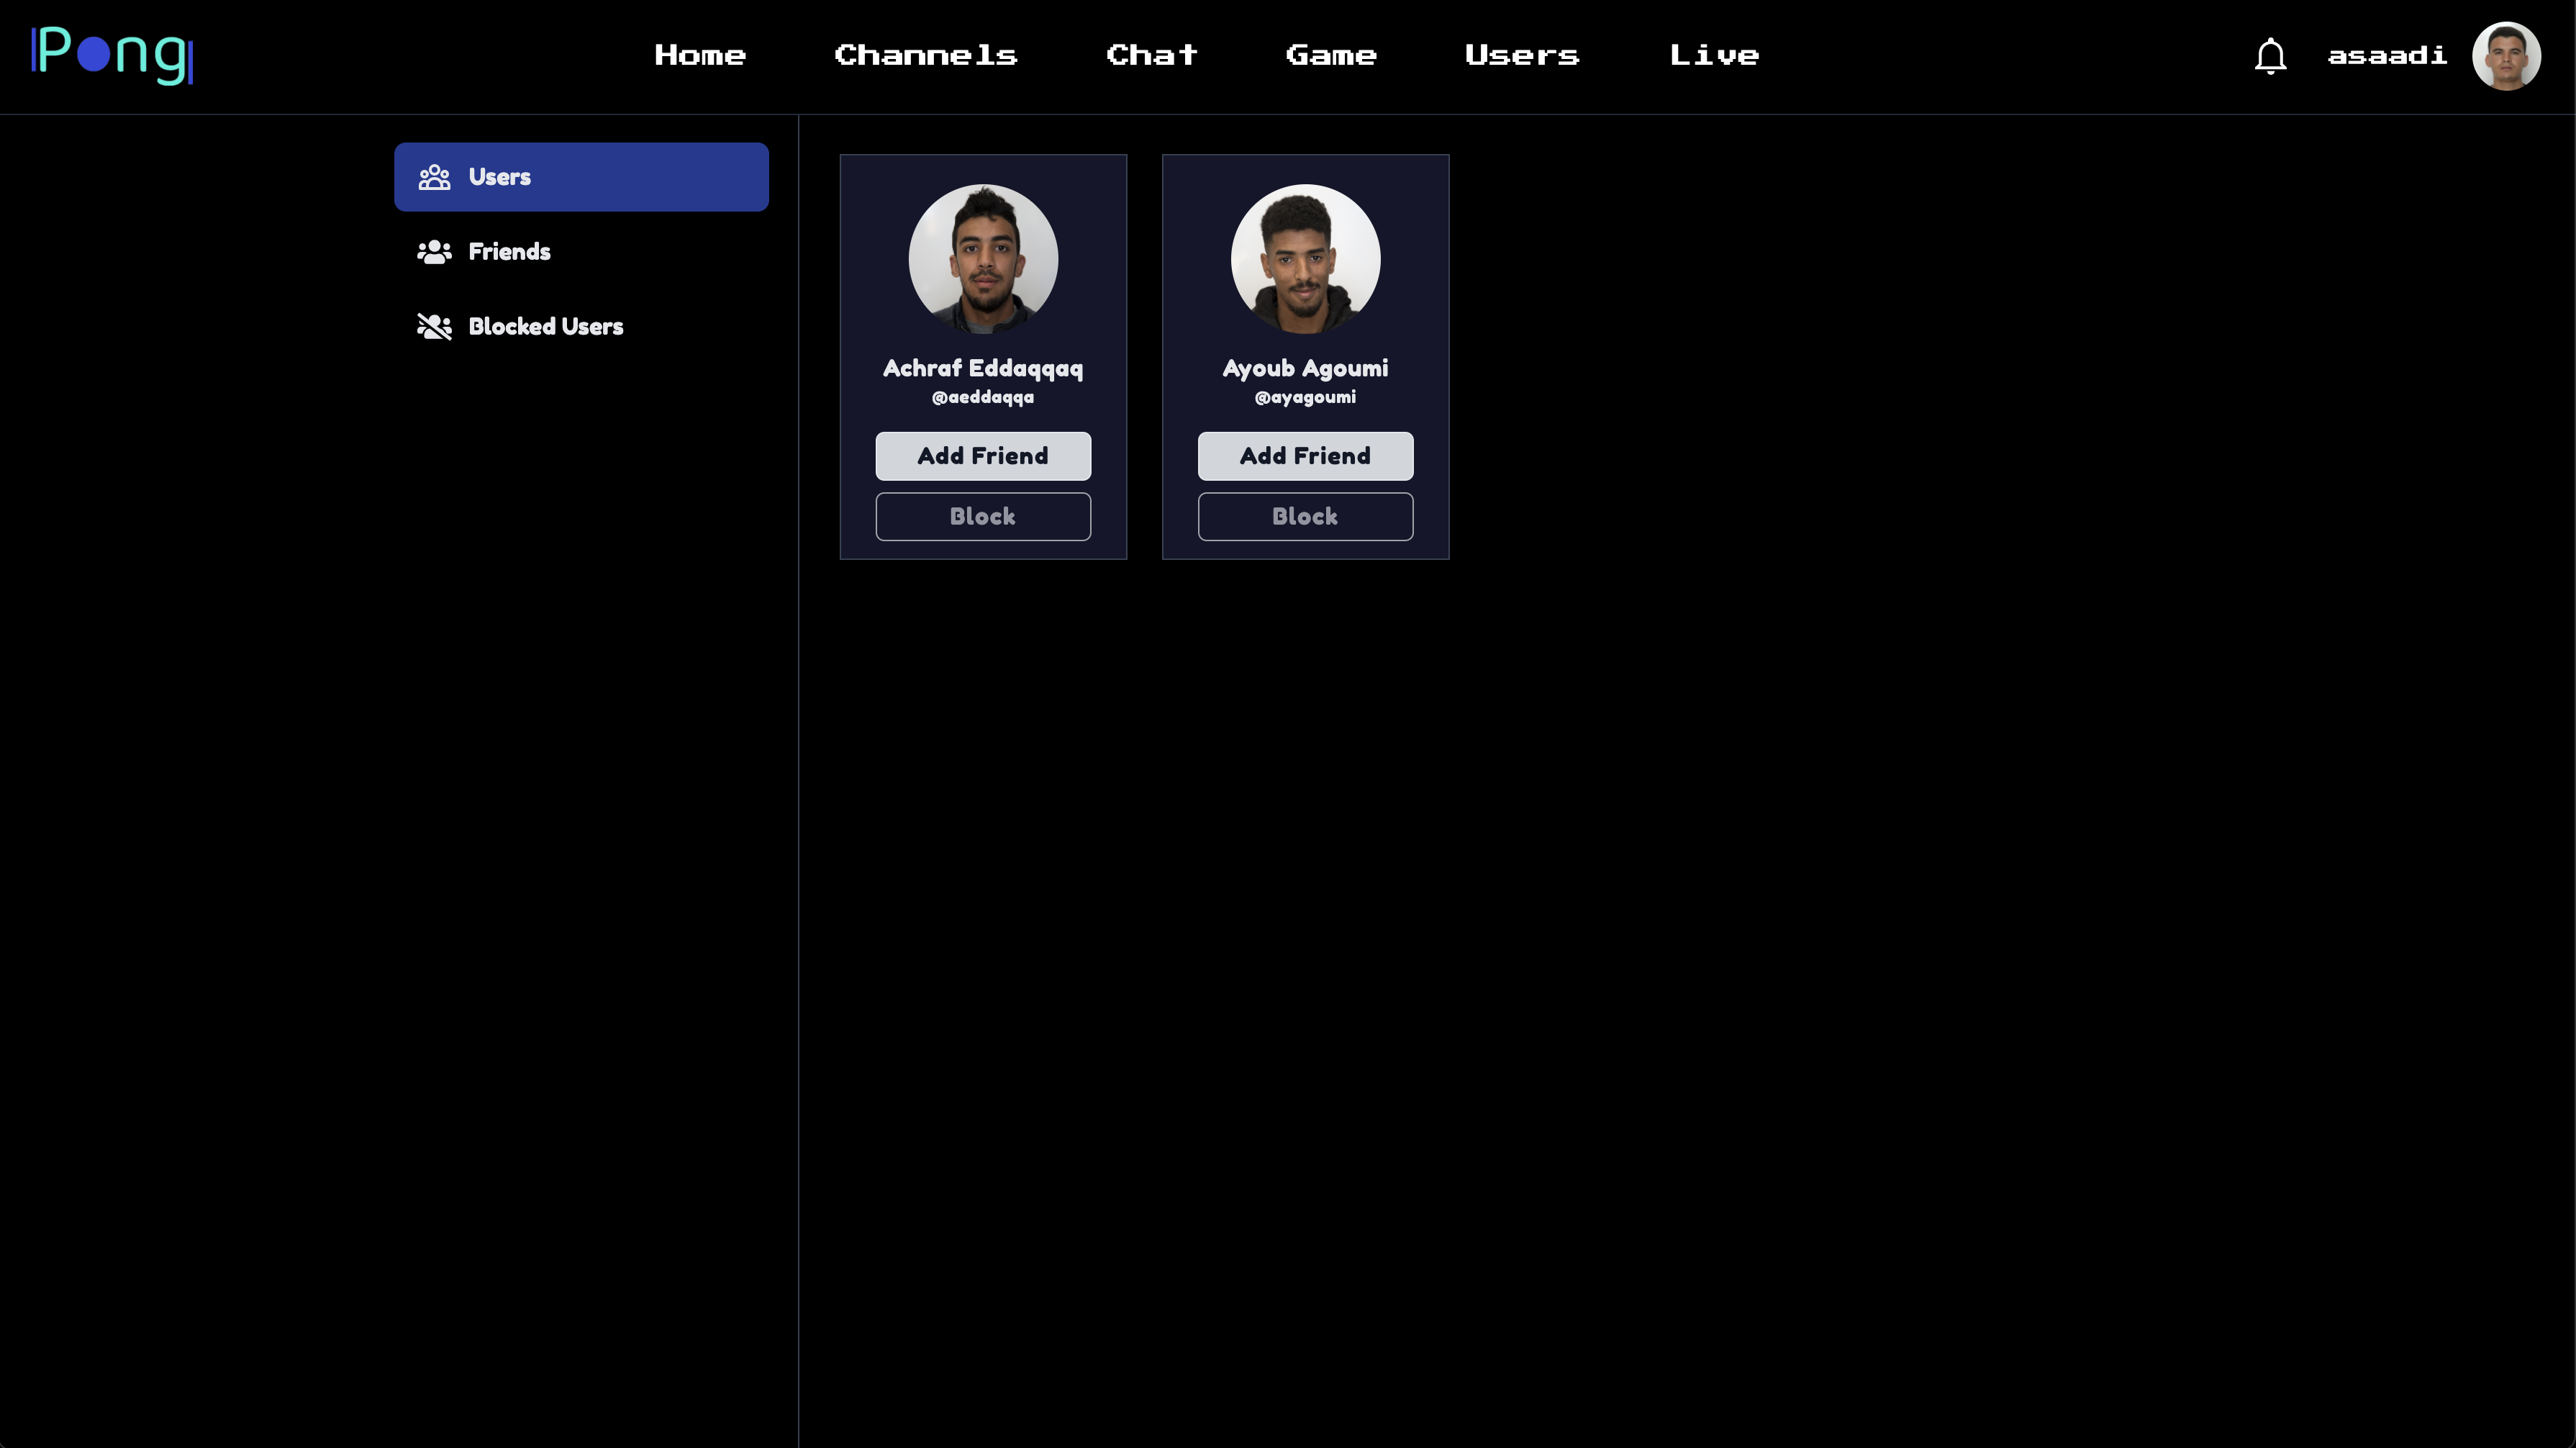 Pong
Home Channels Chat Game Users Live
asaadi
Users
Friends
Blocked Users
Achraf Eddaqqaq
@aeddaqqa
Add Friend
Block
Ayoub Agoumi
@ayagoumi
Add Friend
Block